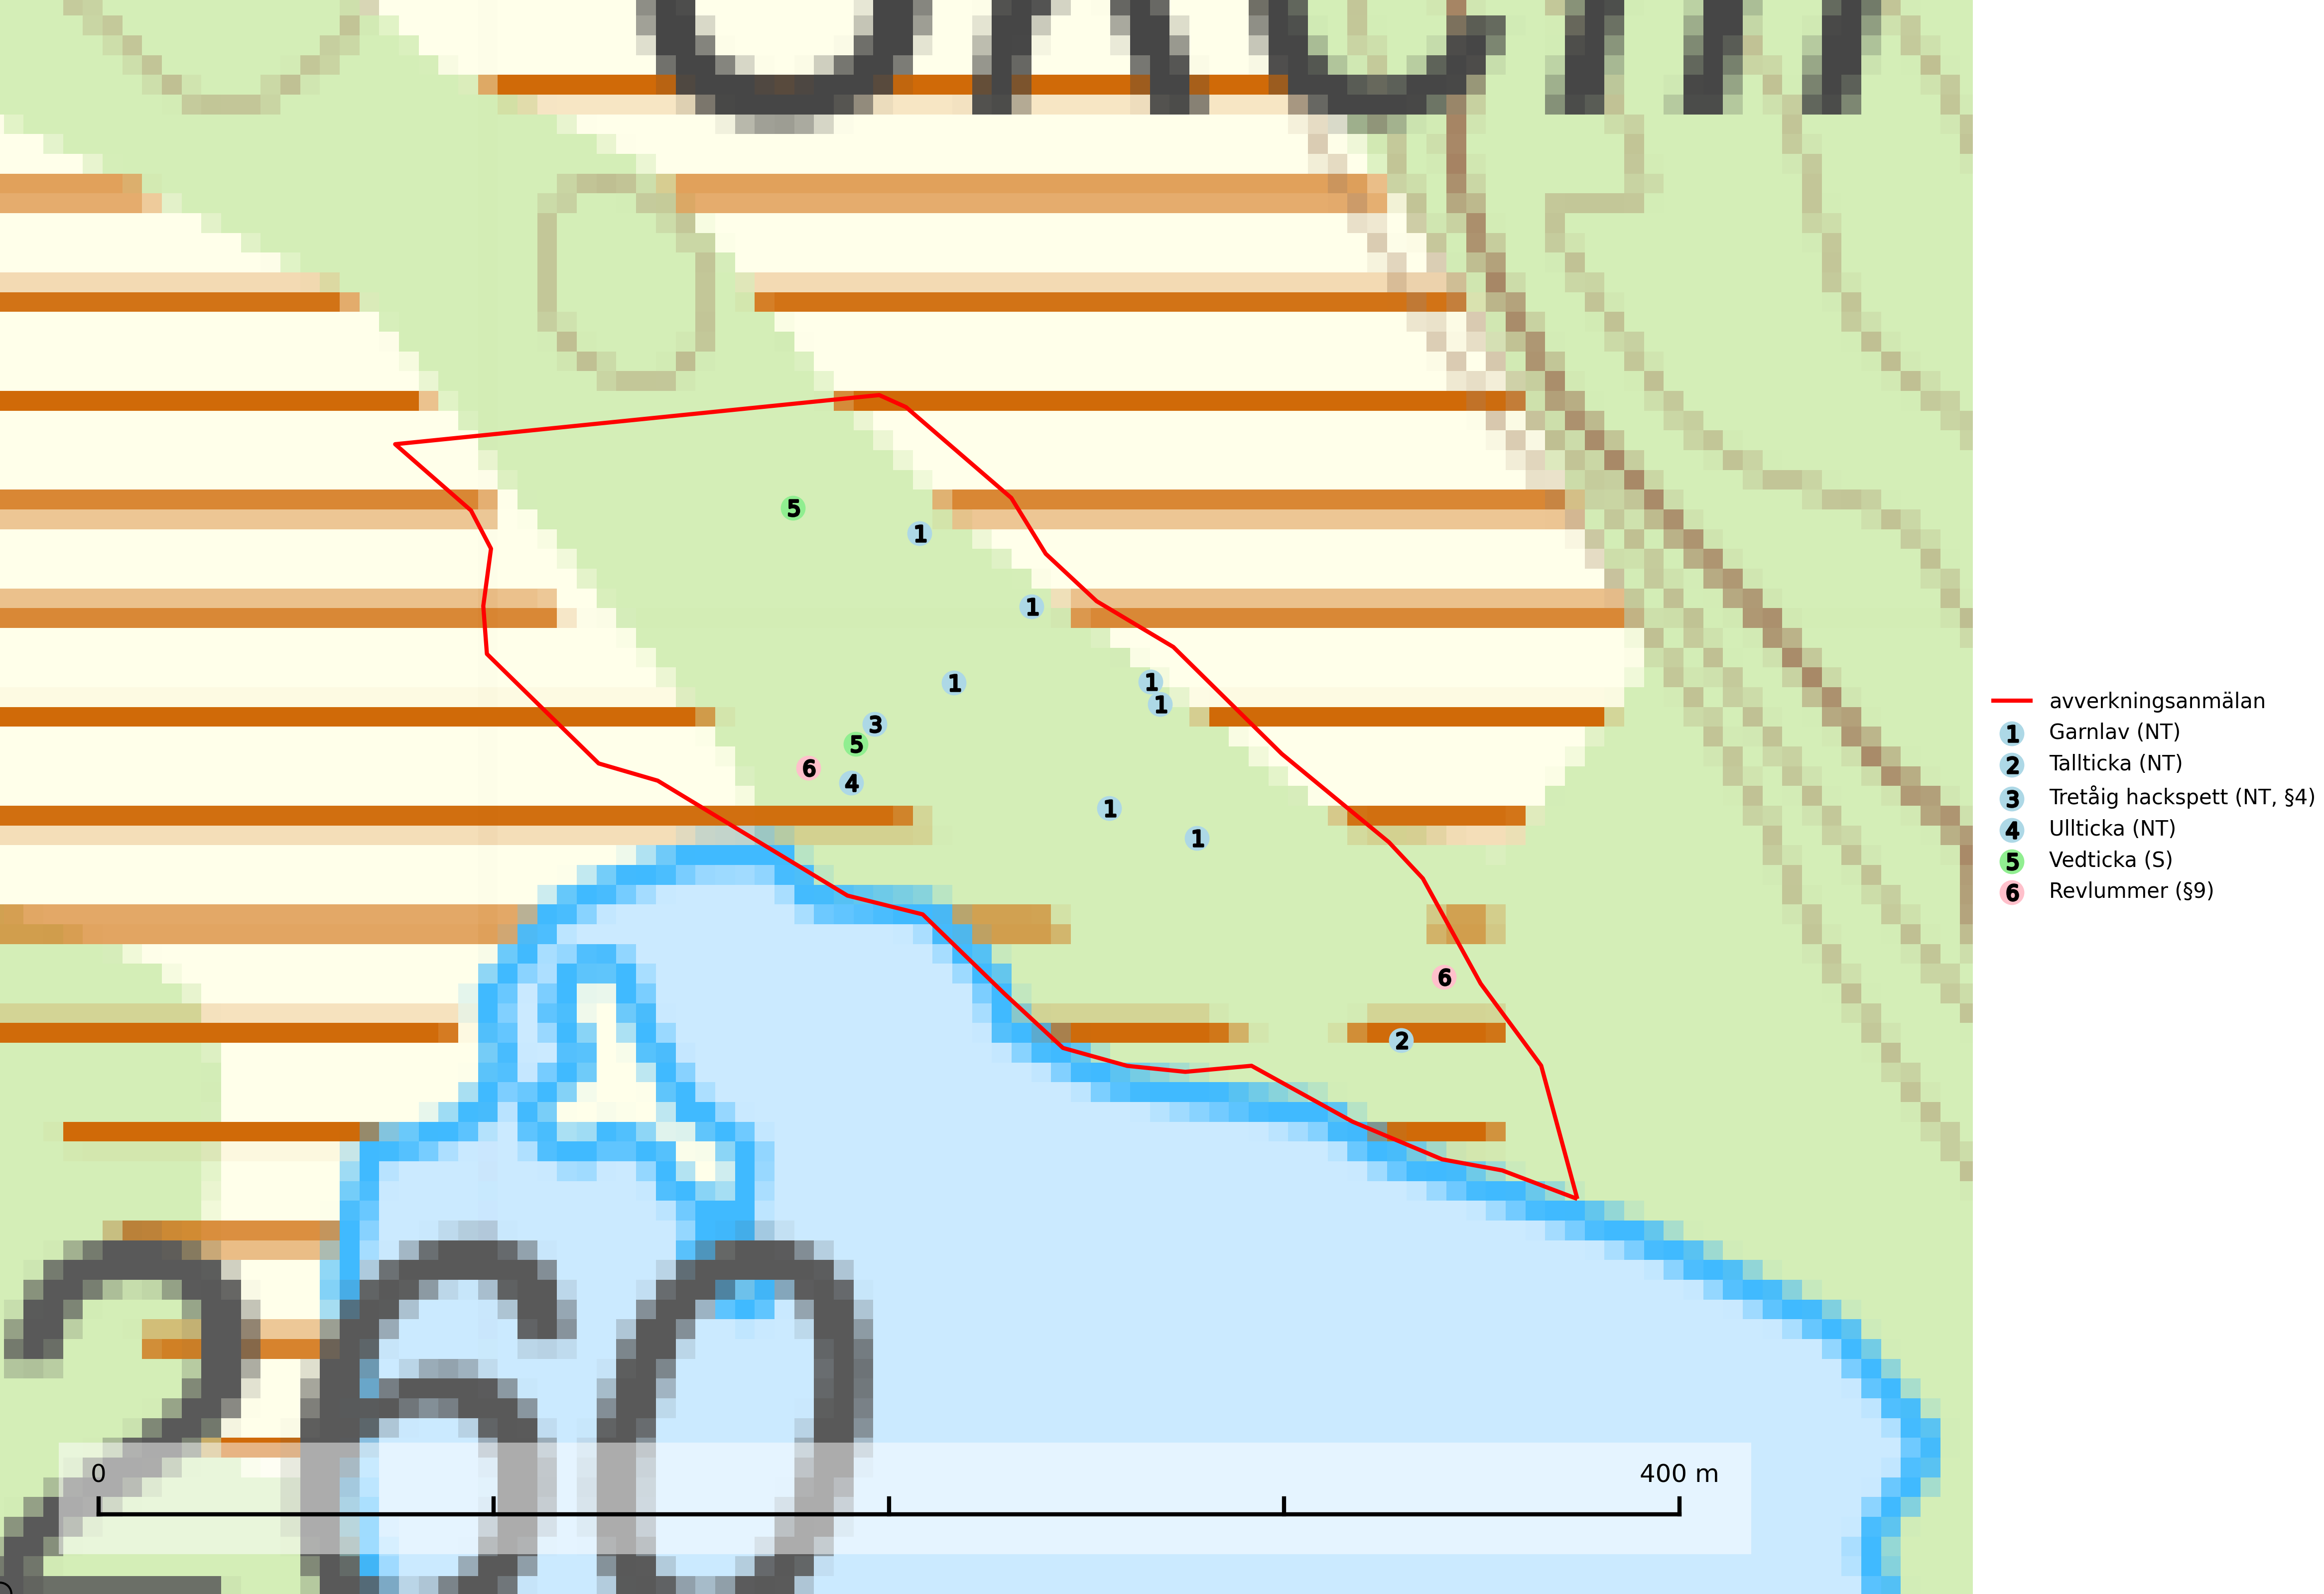 5
1
1
1
1
1
3
5
6
4
1
1
6
2
avverkningsanmälan
1 Garnlav (NT)
2 Tallticka (NT)
3 Tretåig hackspett (NT, §4)
4 Ullticka (NT)
5 Vedticka (S)
6 Revlummer (§9)
260
0 400 m